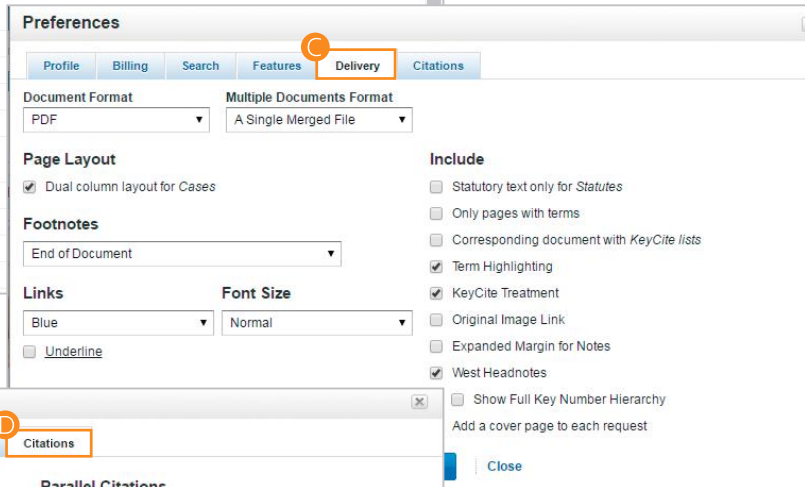 Preferences
C
Profile Billing Search Features Delivery Citations
Document Format Multiple Documents Format
PDF A Single Merged File
Page Layout
Dual column layout for Cases
Footnotes
End of Document
Links Font Size
Blue Normal
Underline
Include
Statutory text only for Statutes
Only pages with terms
Corresponding document with KeyCite lists
Term Highlighting
KeyCite Treatment
Original Image Link
Expanded Margin for Notes
West Headnotes
Show Full Key Number Hierarchy
Add a cover page to each request
Close
D
Citations
Parallel Citations